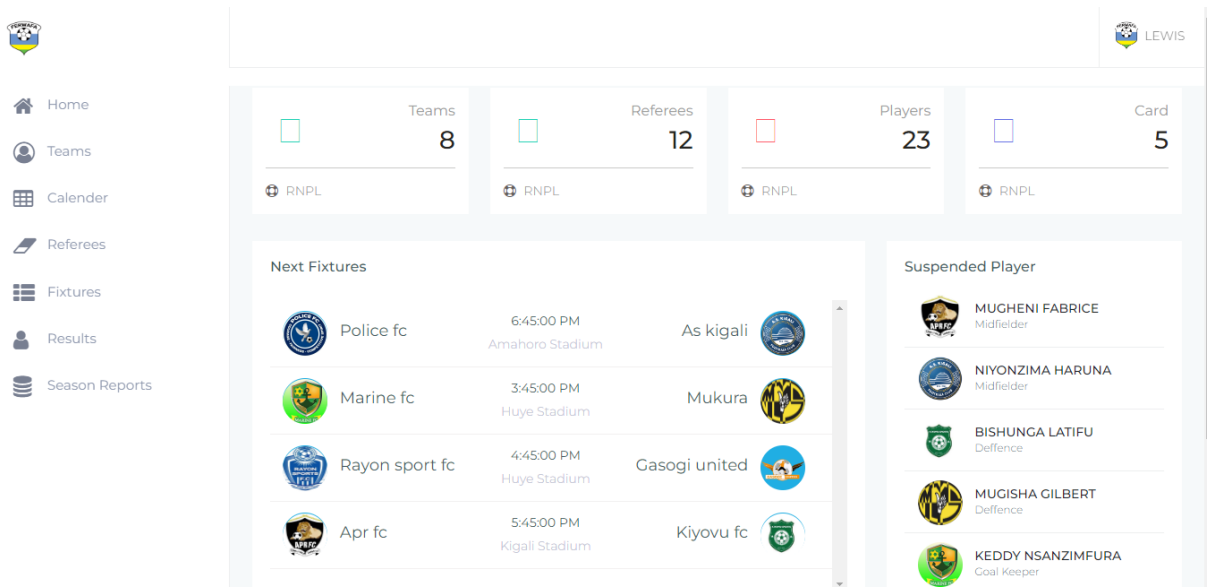 FERWAFA
LEWIS
Home
Teams
Calender
Referees
Fixtures
Results
Season Reports
Teams
8
RNPL
Referees
12
RNPL
Players
23
RNPL
Card
5
RNPL
Next Fixtures
Police fc
6:45:00 PM
Amahoro Stadium
As kigali
Marine fc
3:45:00 PM
Huye Stadium
Mukura
Rayon sport fc
4:45:00 PM
Huye Stadium
Gasogi united
Apr fc
5:45:00 PM
Kigali Stadium
Kiyovu fc
Suspended Player
MUGHENI FABRICE
Midfielder
NIYONZIMA HARUNA
Midfielder
BISHUNGA LATIFU
Deffence
MUGISHA GILBERT
Deffence
KEDDY NSANZIMFURA
Goal Keeper